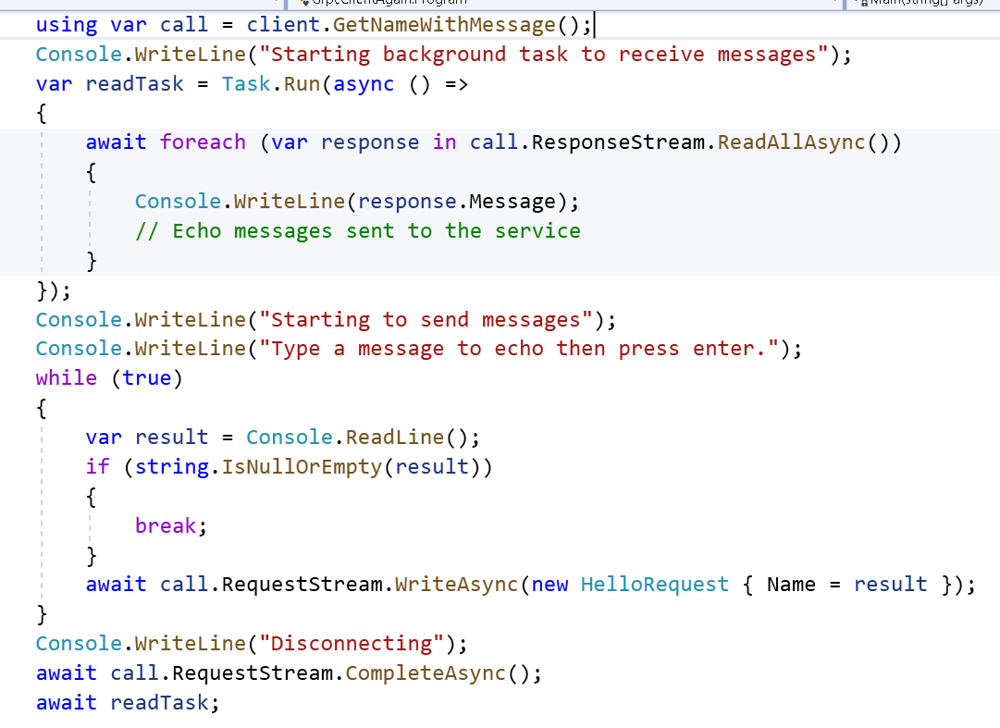 using var call = client.GetNameWithMessage();
Console.WriteLine("Starting background task to receive messages");
var readTask = Task.Run(async () =>
{
    await foreach (var response in call.ResponseStream.ReadAllAsync())
    {
        Console.WriteLine(response.Message);
        // Echo messages sent to the service
    }
});
Console.WriteLine("Starting to send messages");
Console.WriteLine("Type a message to echo then press enter.");
while (true)
{
    var result = Console.ReadLine();
    if (string.IsNullOrEmpty(result))
    {
        break;
    }
    await call.RequestStream.WriteAsync(new HelloRequest { Name = result });
}
Console.WriteLine("Disconnecting");
await call.RequestStream.CompleteAsync();
await readTask;